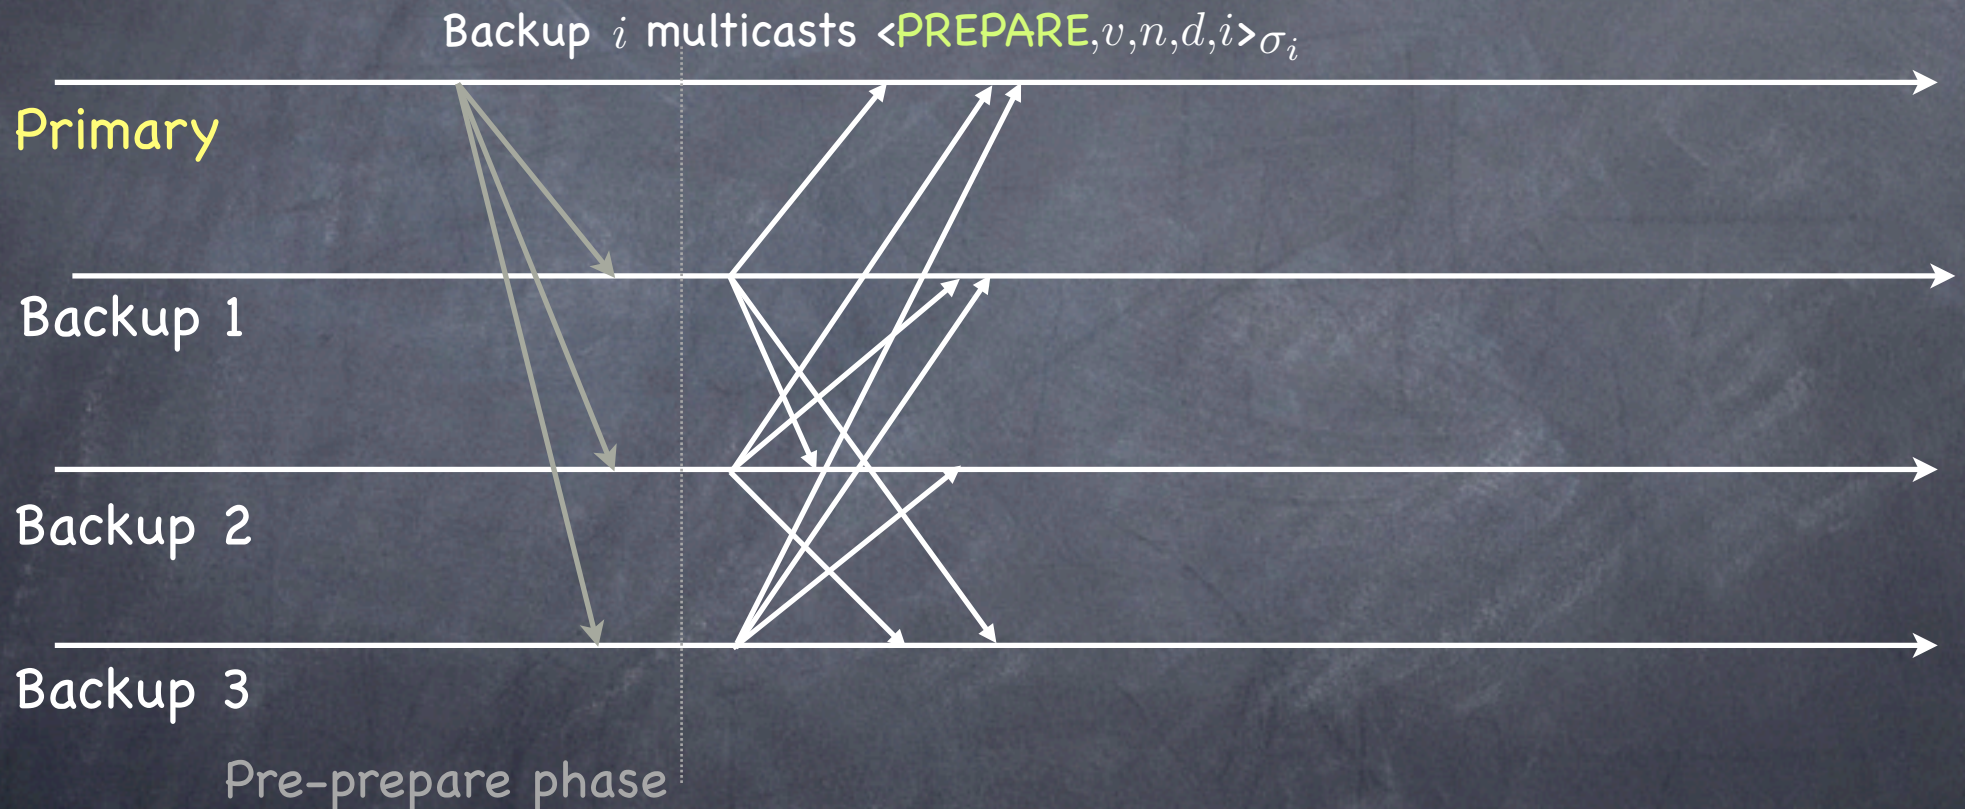 Backup i multicasts <PREPARE,v,n,d,i>σi
Primary
Backup 1
Backup 2
Backup 3
Pre-prepare phase